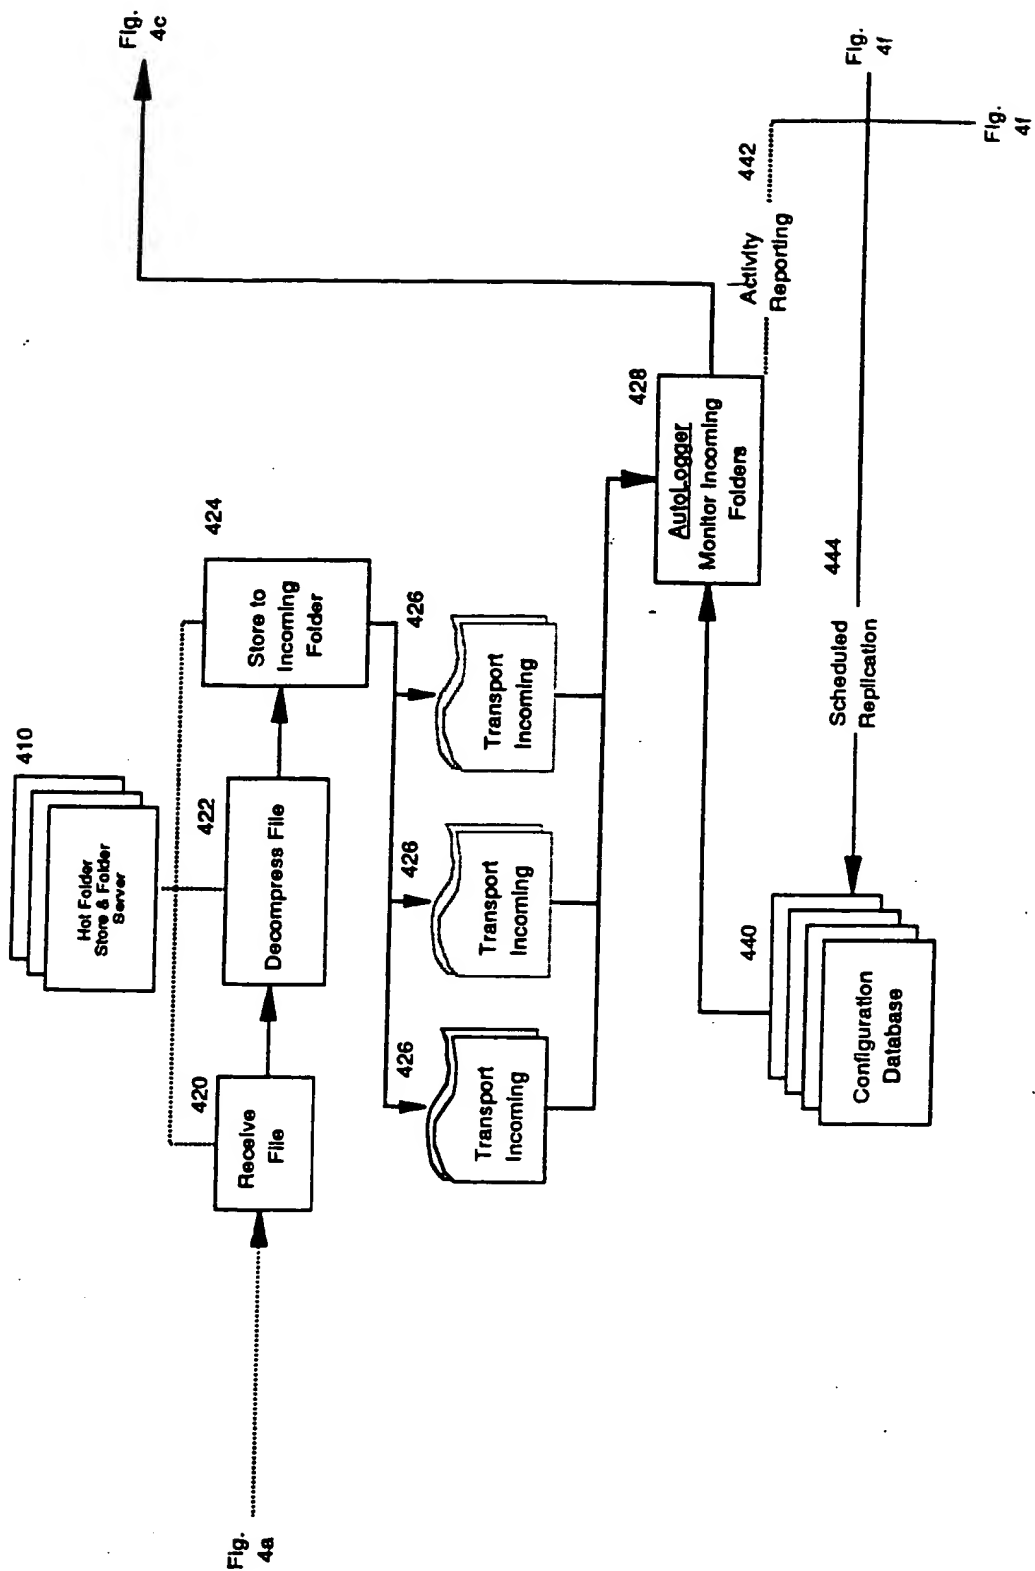 Fig.
4a
410
Hot Folder
Store & Folder
Server
420
Receive
File
422
Decompress File
424
Store to
Incoming
Folder
426
Transport
Incoming
426
Transport
Incoming
426
Transport
Incoming
428
AutoLogger
Monitor Incoming
Folders
Fig.
4c
440
Configuration
Database
Scheduled
Replication
444
Activity
Reporting
442
Fig.
4f
Fig.
4f